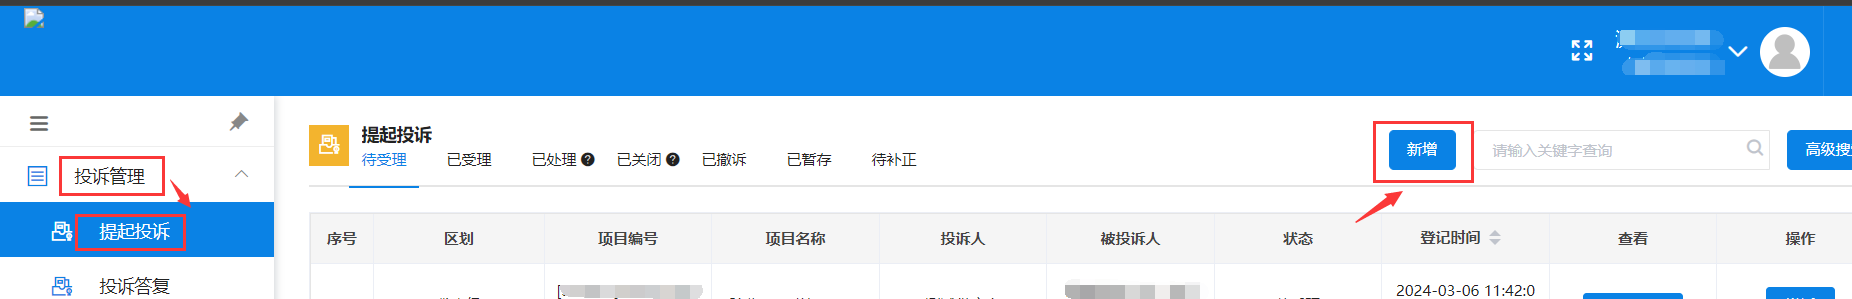 投诉管理
提起投诉
投诉答复
提起投诉
待受理 已受理 已处理 已关闭 已撤诉 已暂存 待补正
新增
请输入关键字查询
高级搜
序号 区划 项目编号 项目名称 投诉人 被投诉人 状态 登记时间 查看 操作
2024-03-06 11:42:0